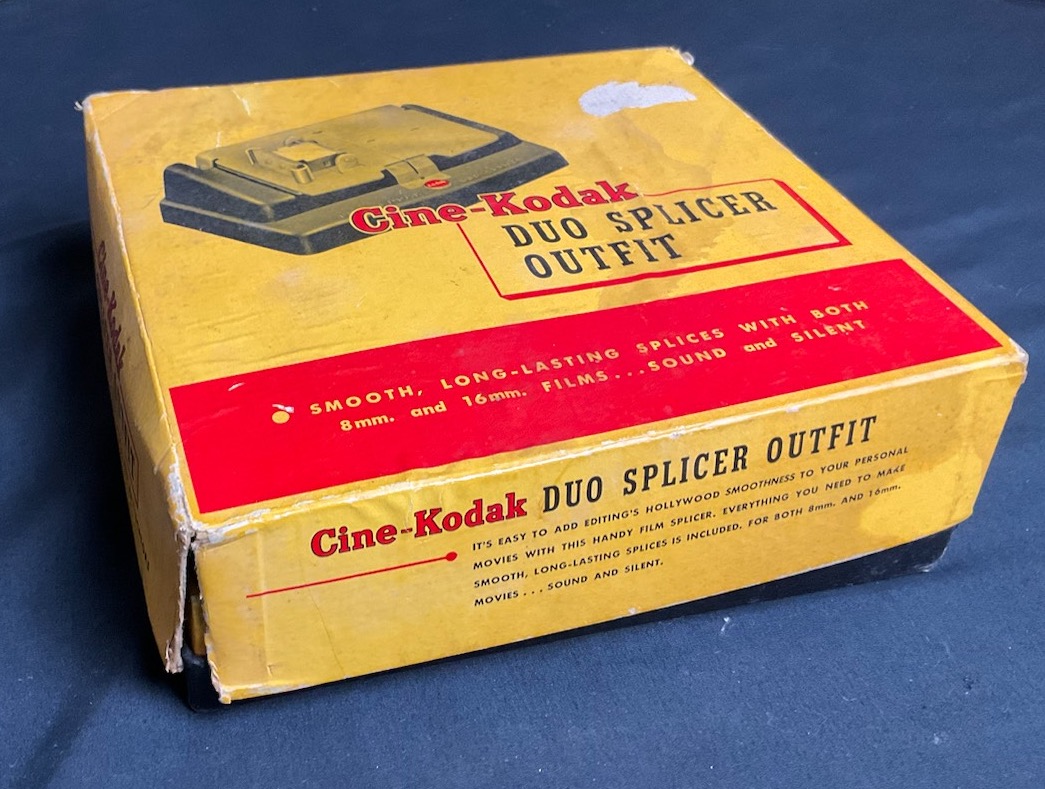 Cine-Kodak
DUO SPLICER
OUTFIT
SMOOTH, LONG-LASTING SPLICES WITH BOTH
8mm. and 16mm. FILMS...SOUND and SILENT
Cine-Kodak DUO SPLICER OUTFIT
IT'S EASY TO ADD EDITING'S HOLLYWOOD SMOOTHNESS TO YOUR PERSONAL
MOVIES WITH THIS HANDY FILM SPLICER. EVERYTHING YOU NEED TO MAKE
SMOOTH, LONG-LASTING SPLICES IS INCLUDED. FOR BOTH 8mm. AND 16mm.
MOVIES...SOUND AND SILENT.
Cine-Kodak